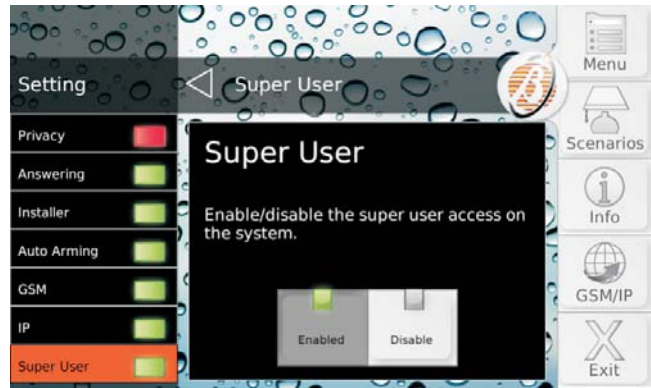 Setting
Super User
Privacy
Answering
Installer
Auto Arming
GSM
IP
Super User
Super User
Enable/disable the super user access on
the system.
Enabled
Disable
Menu
Scenarios
Info
GSM/IP
Exit